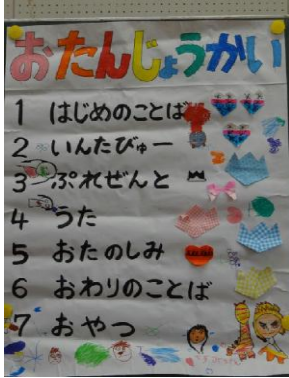 おたんじょうかい
1 はじめのことば
2 いんたびゅー
3 ぷれぜんと
4 うた
5 おたのしみ
6 おわりのことば
7 おやつ